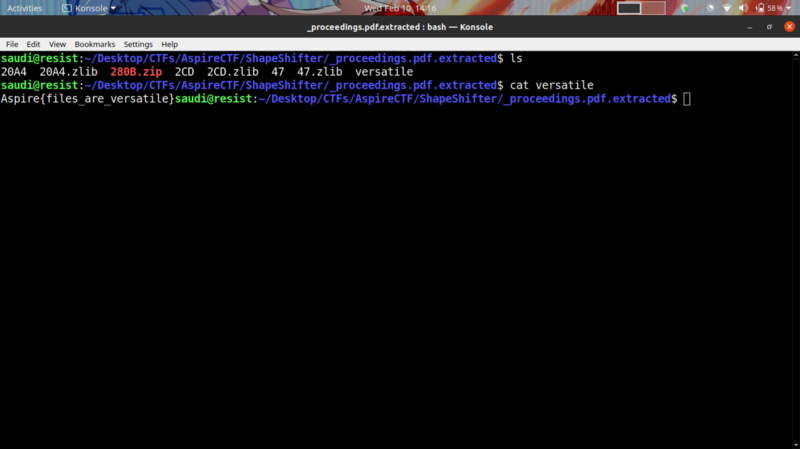 Activities Konsole Wed Feb 10, 14:16 58 %
_proceedings.pdf.extracted : bash — Konsole
File Edit View Bookmarks Settings Help
saudi@resist:~/Desktop/CTFs/AspireCTF/ShapeShifter/_proceedings.pdf.extracted$ ls
20A4 20A4.zlib 280B.zip 2CD 2CD.zlib 47 47.zlib versatile
saudi@resist:~/Desktop/CTFs/AspireCTF/ShapeShifter/_proceedings.pdf.extracted$ cat versatile
Aspire{files_are_versatile}saudi@resist:~/Desktop/CTFs/AspireCTF/ShapeShifter/_proceedings.pdf.extracted$